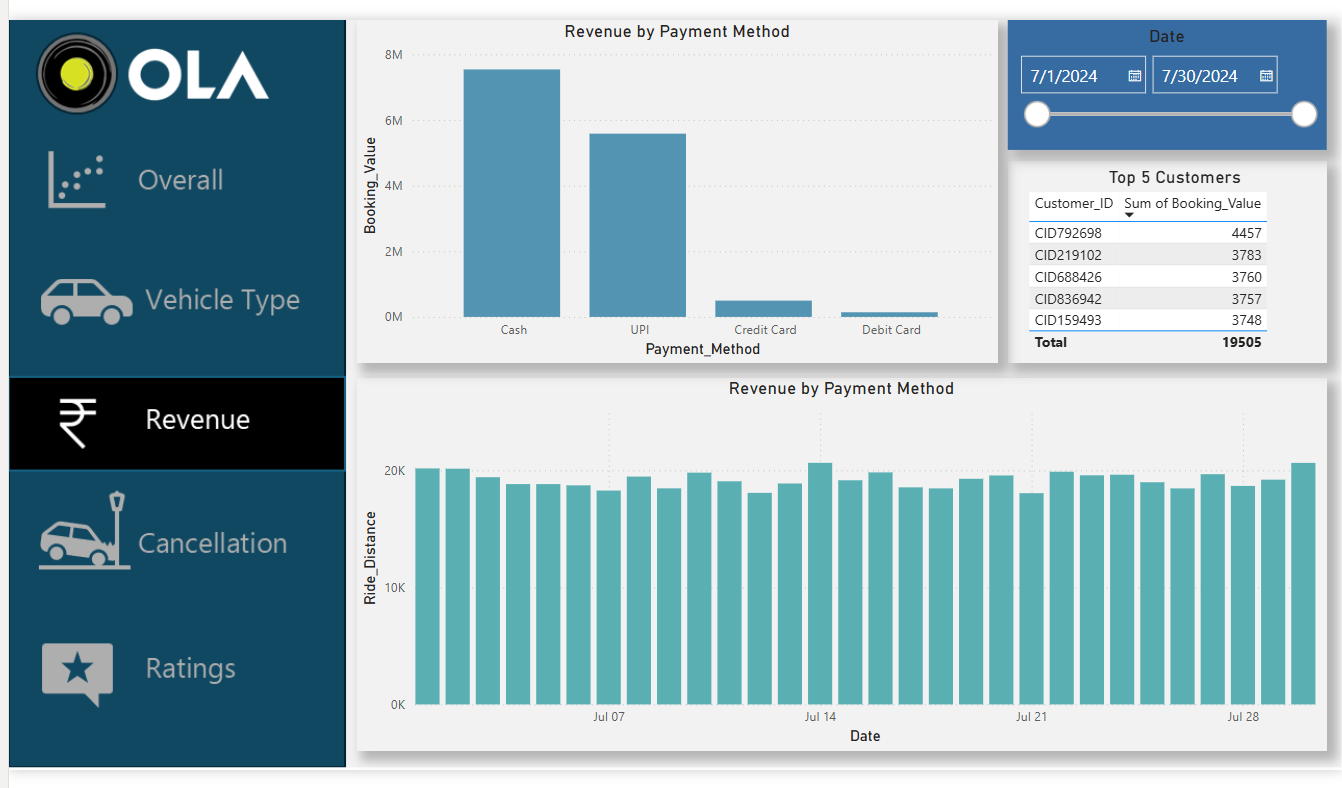 OLA
Overall
Vehicle Type
Revenue
Cancellation
Ratings
Revenue by Payment Method
8M
6M
4M
2M
0M
Booking_Value
Cash UPI Credit Card Debit Card
Payment_Method
Date
7/1/2024 7/30/2024
Top 5 Customers
Customer_ID Sum of Booking_Value
CID792698 4457
CID219102 3783
CID688426 3760
CID836942 3757
CID159493 3748
Total 19505
Revenue by Payment Method
20K
10K
0K
Ride_Distance
Jul 07 Jul 14 Jul 21 Jul 28
Date